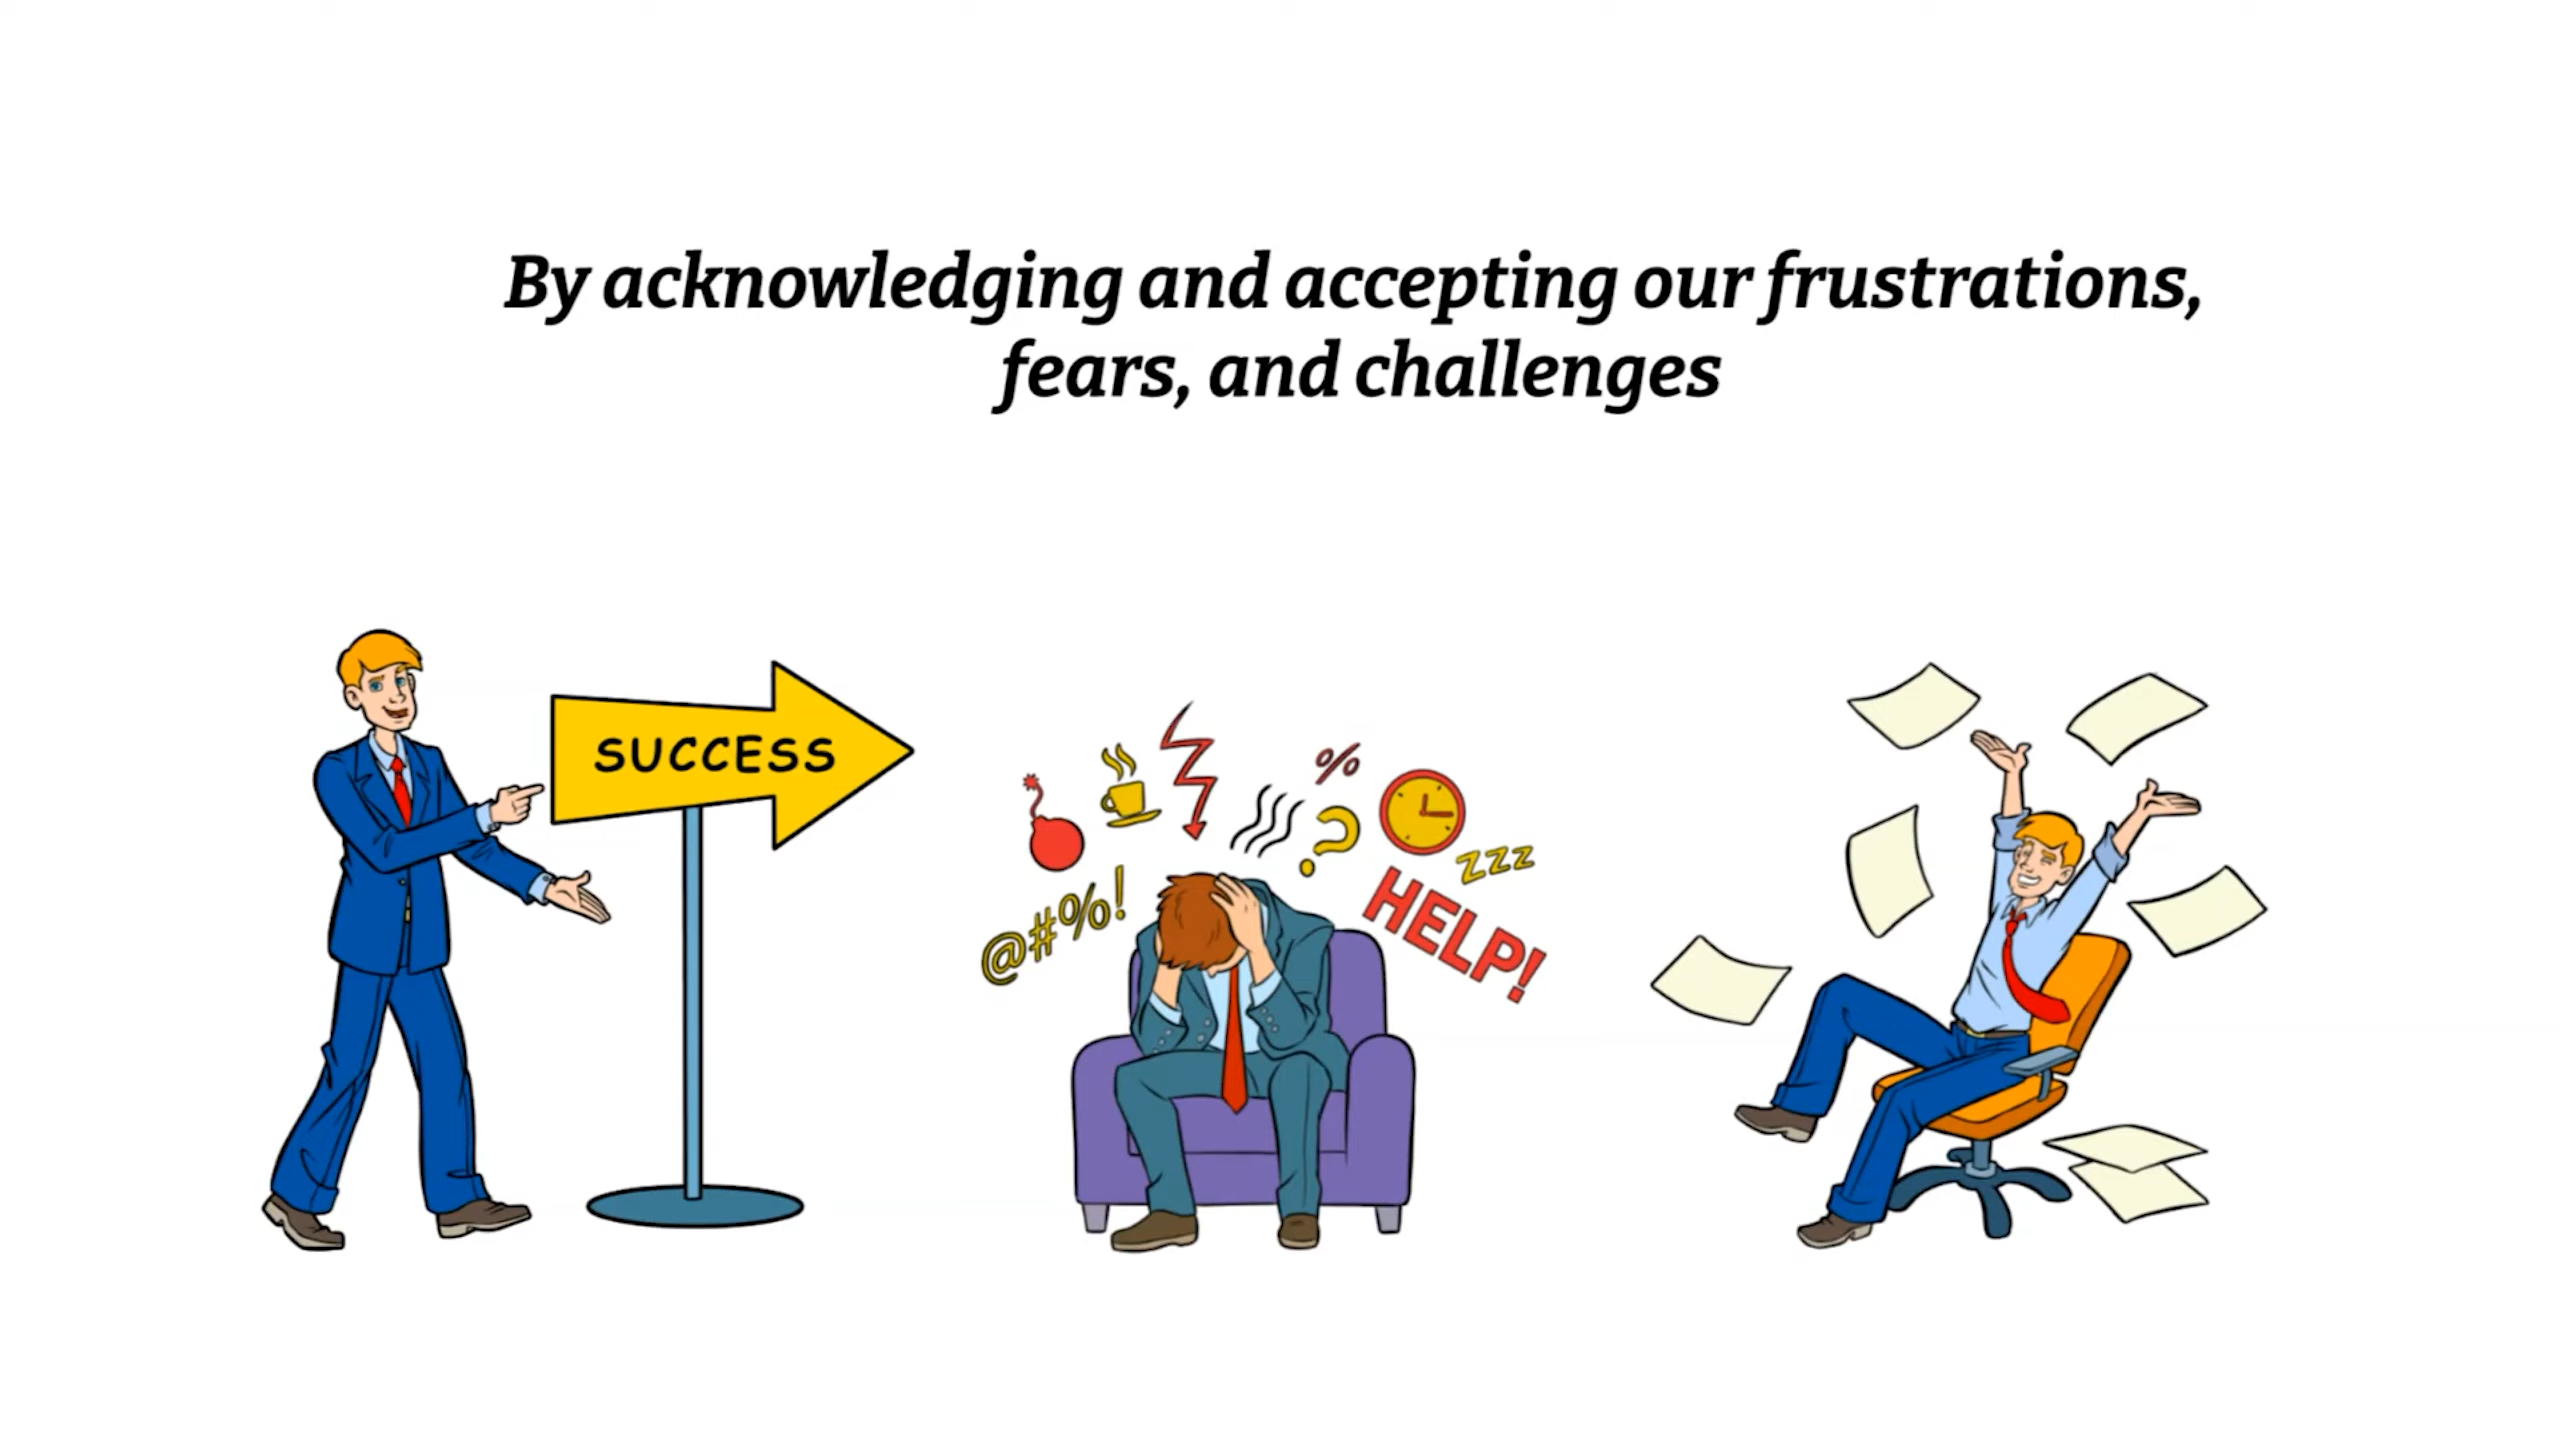 By acknowledging and accepting our frustrations,
fears, and challenges
SUCCESS
%
?
zzz
@#%!
HELP!